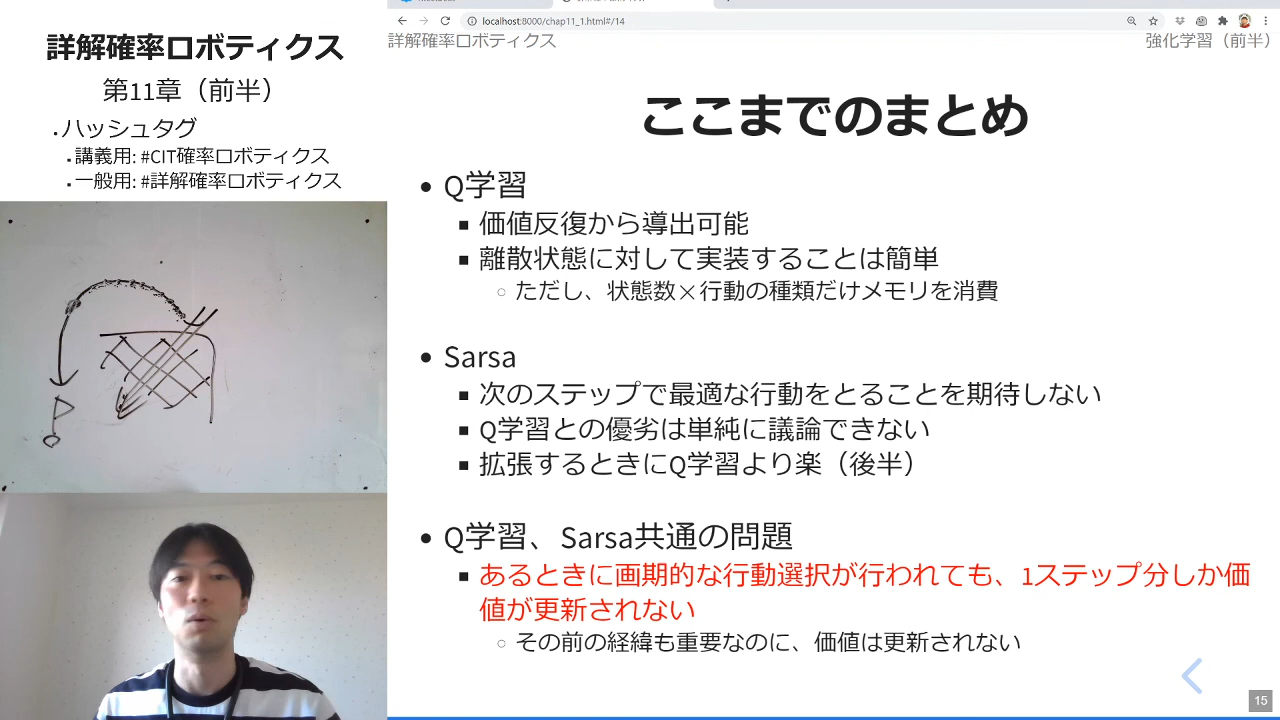 詳解確率ロボティクス
第11章（前半）
ハッシュタグ
講義用: #CIT確率ロボティクス
一般用: #詳解確率ロボティクス
localhost:8000/chap11_1.html#/14
詳解確率ロボティクス
強化学習（前半）
ここまでのまとめ
Q学習
価値反復から導出可能
離散状態に対して実装することは簡単
ただし、状態数×行動の種類だけメモリを消費
Sarsa
次のステップで最適な行動をとることを期待しない
Q学習との優劣は単純に議論できない
拡張するときにQ学習より楽（後半）
Q学習、Sarsa共通の問題
あるときに画期的な行動選択が行われても、1ステップ分しか価
値が更新されない
その前の経緯も重要なのに、価値は更新されない
15